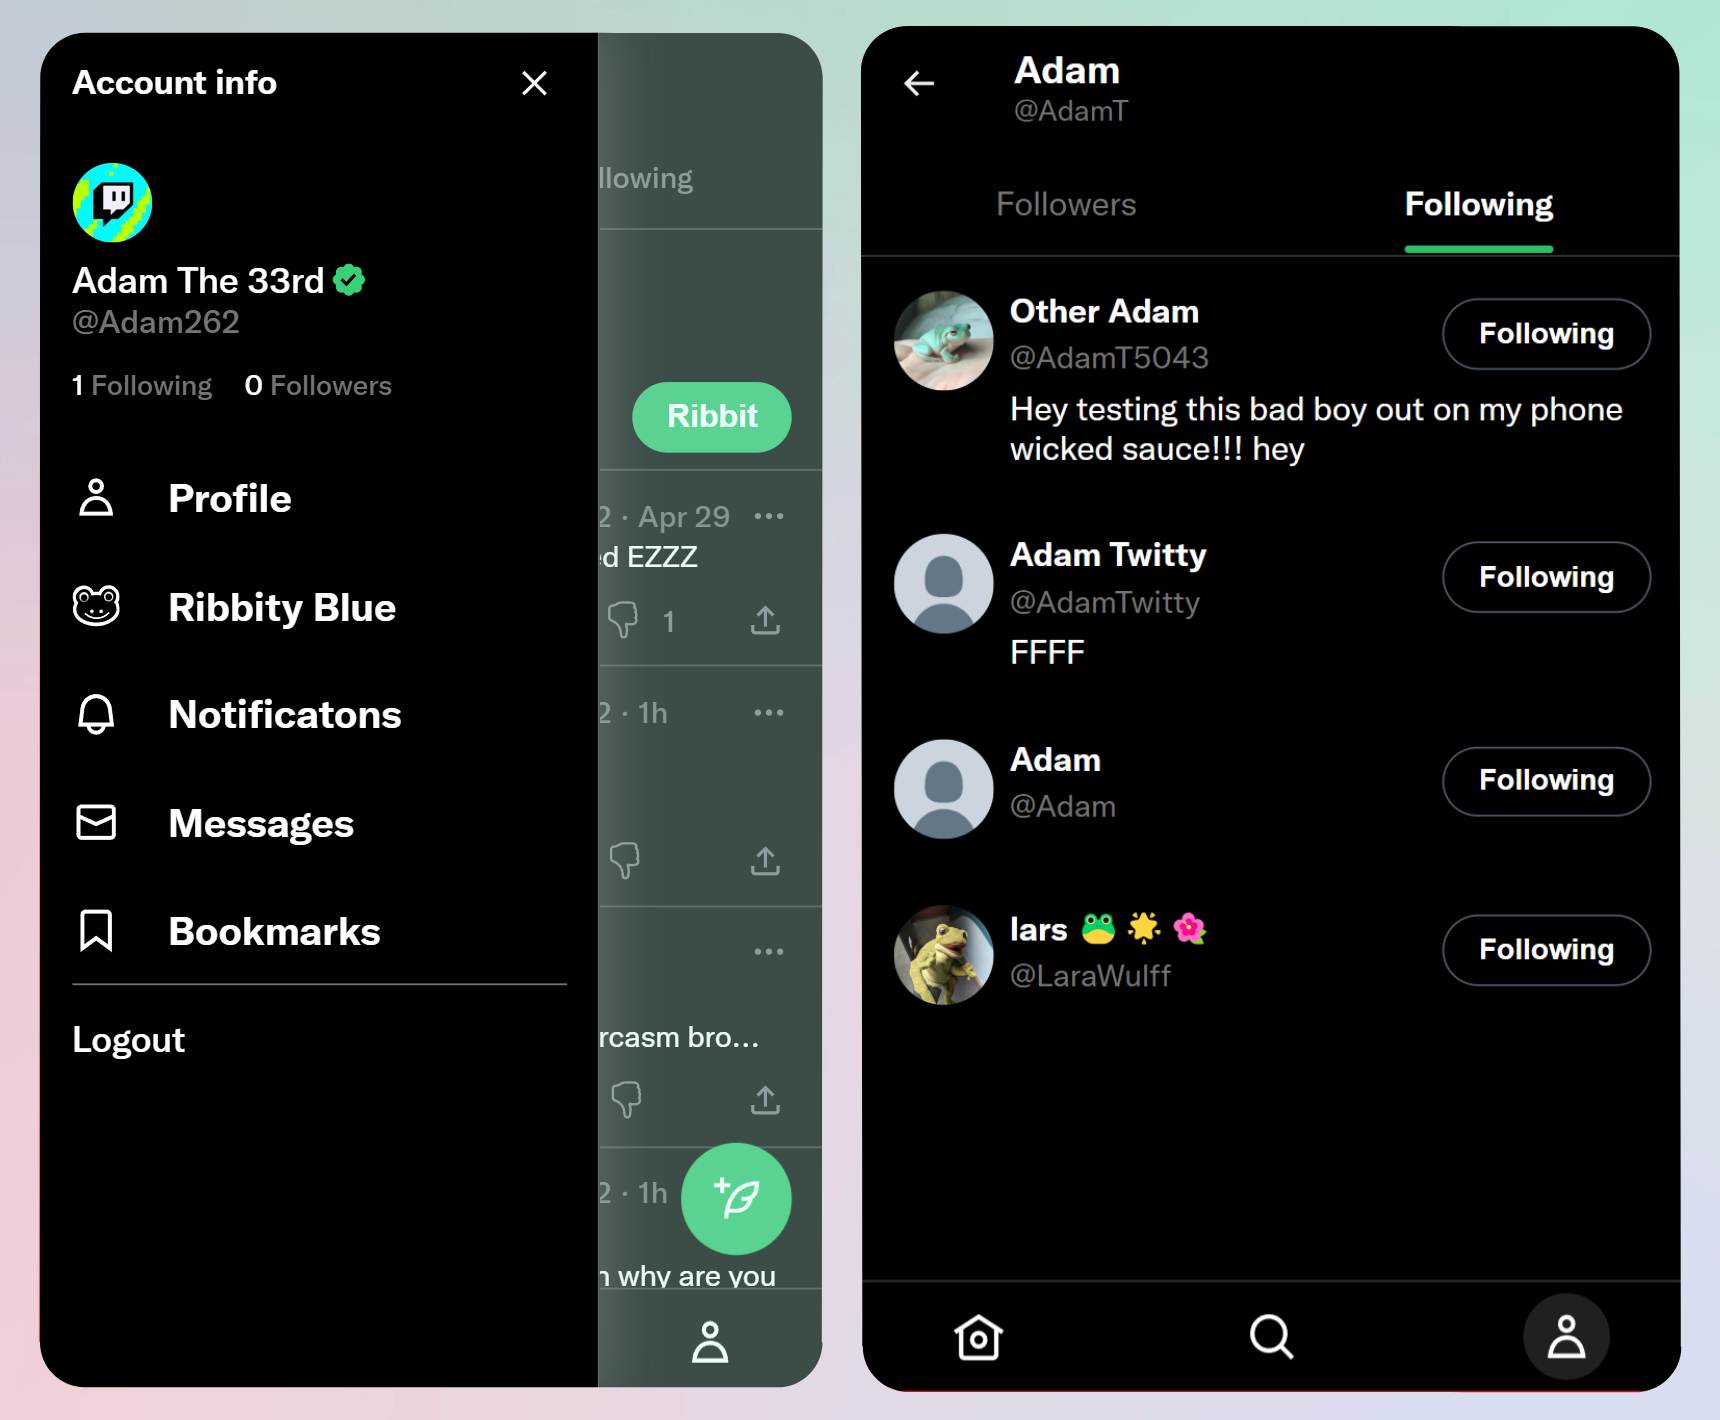 Account info
Adam The 33rd
@Adam262
1 Following 0 Followers
Profile
Ribbity Blue
Notificatons
Messages
Bookmarks
Logout
llowing
Ribbit
2 · Apr 29
ed EZZZ
1
2 · 1h
rcasm bro...
2 · 1h
n why are you
Adam
@AdamT
Followers Following
Other Adam
@AdamT5043
Following
Hey testing this bad boy out on my phone
wicked sauce!!! hey
Adam Twitty
@AdamTwitty
Following
FFFF
Adam
@Adam
Following
lars 🐸 🌟 🌺
@LaraWulff
Following